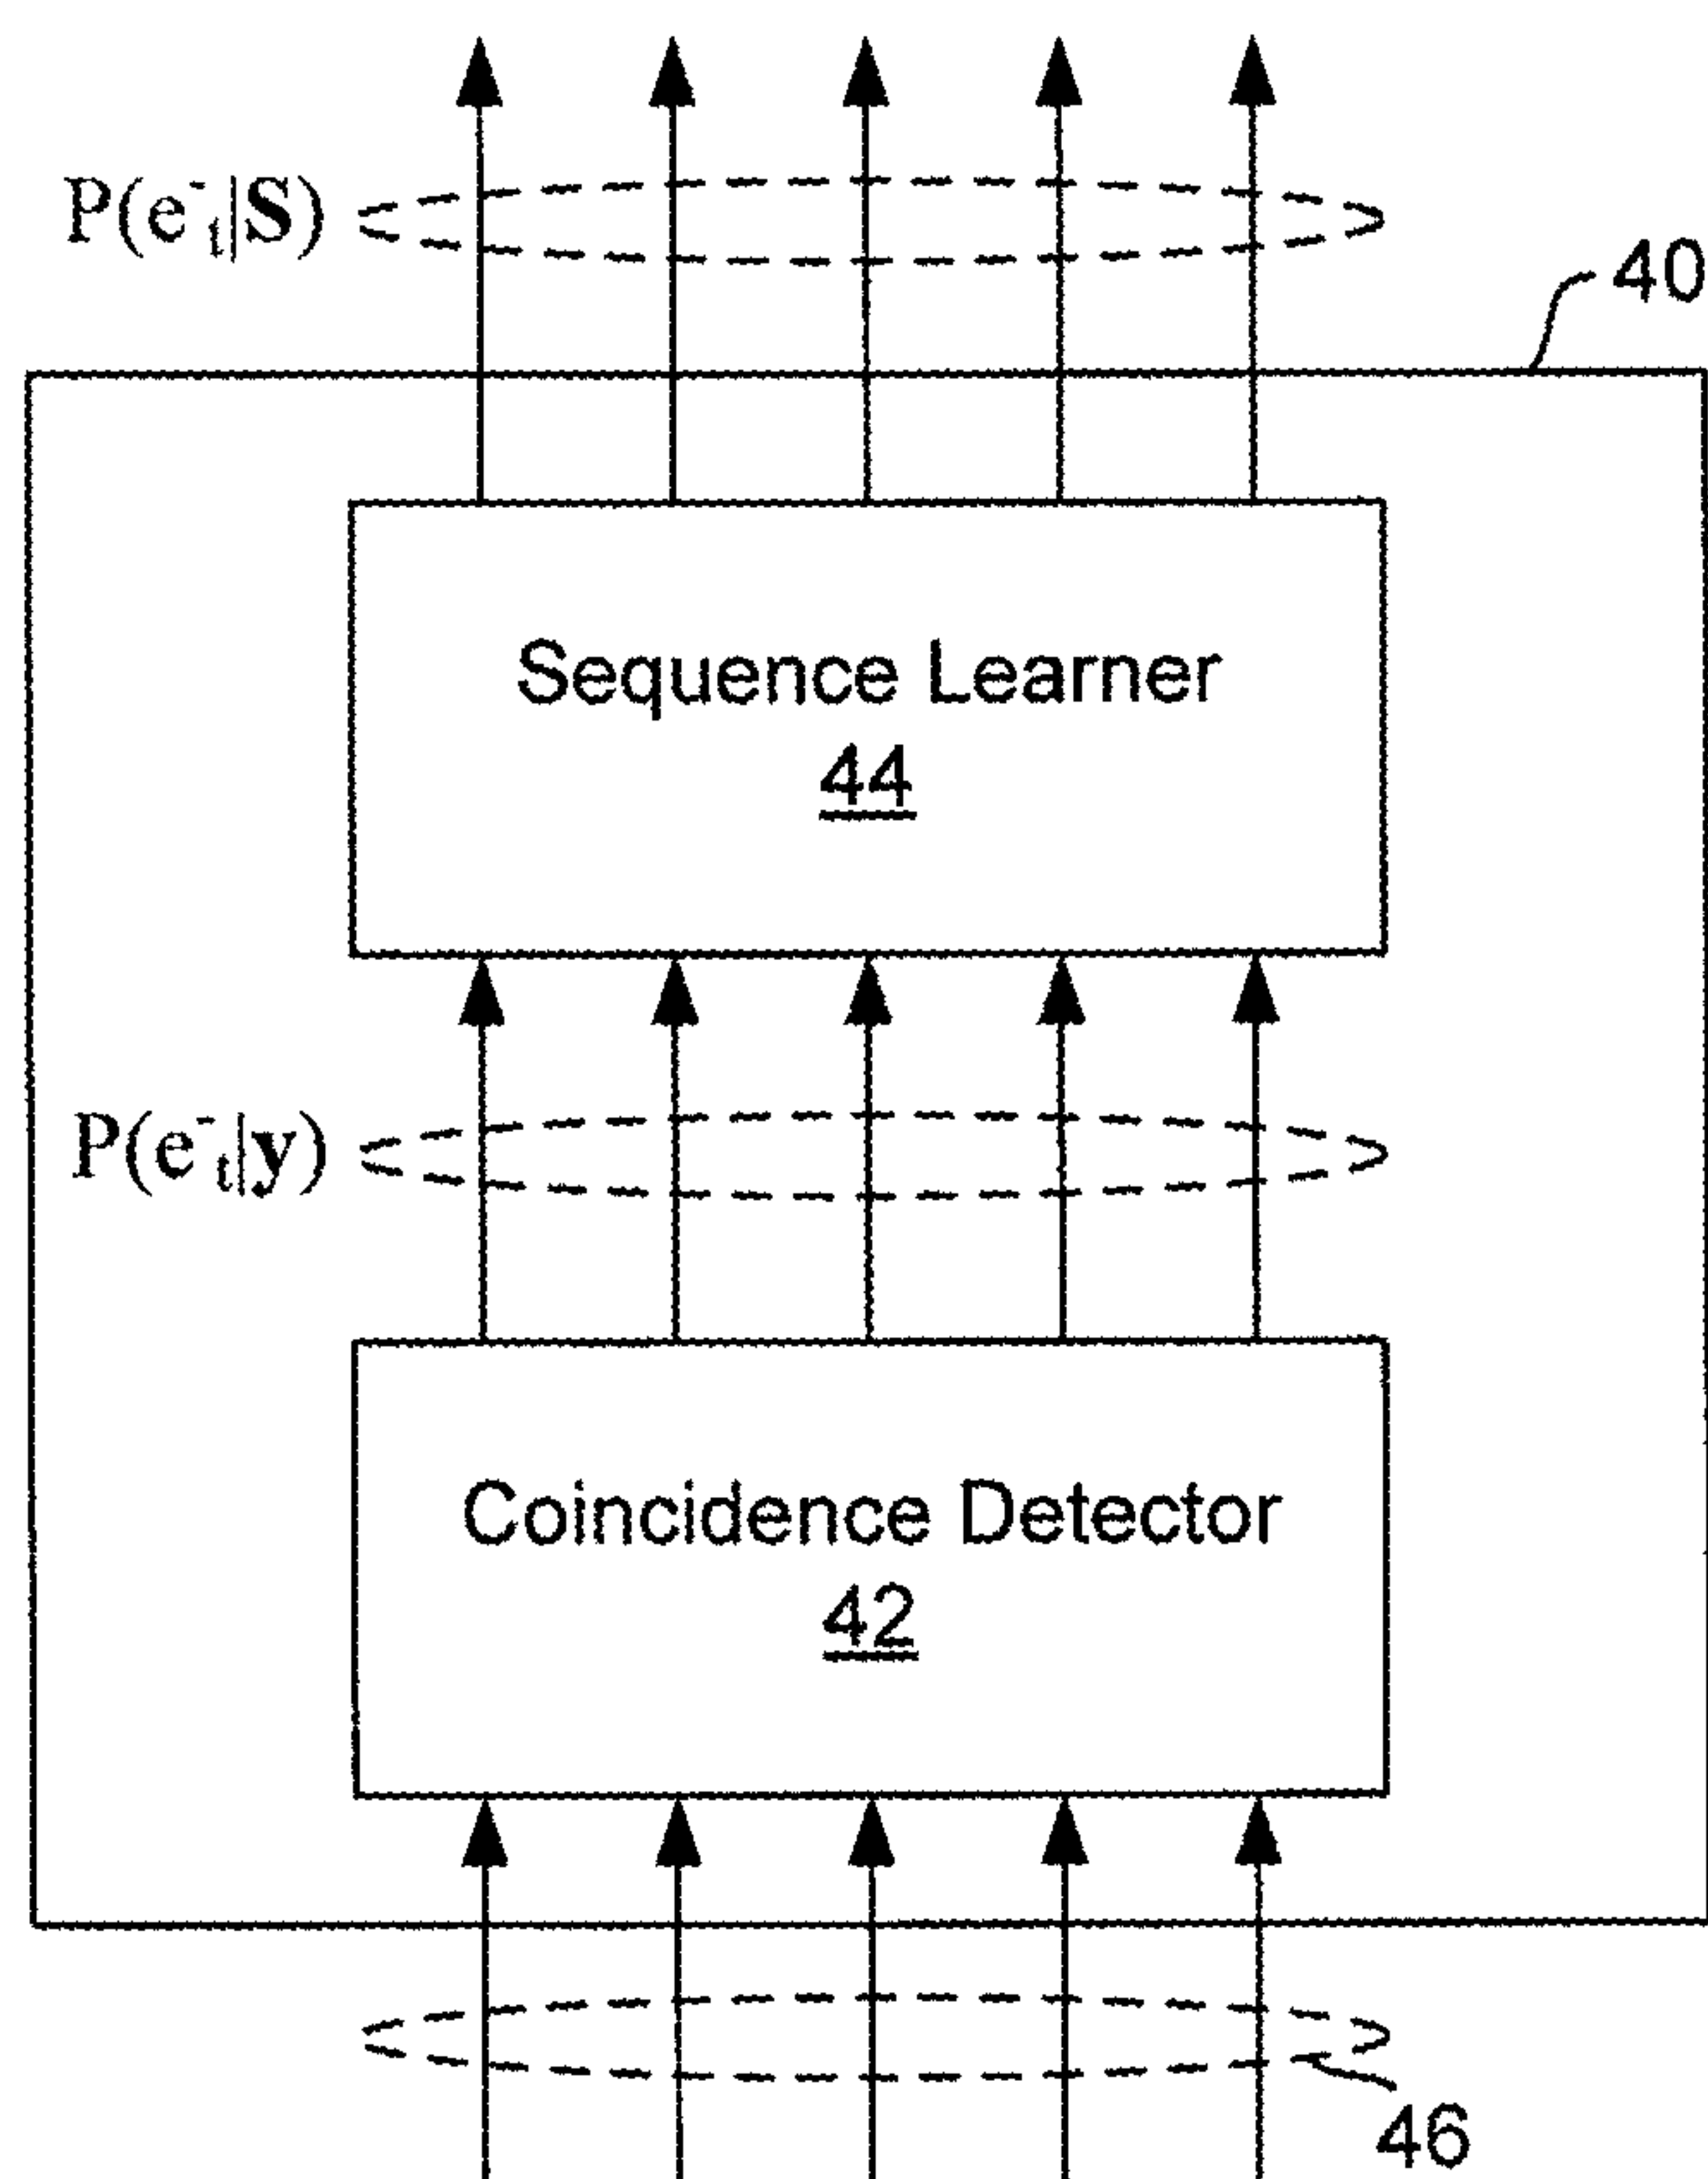 P(e⁻ₜ|S)
40
Sequence Learner
44
P(e⁻ₜ|y)
Coincidence Detector
42
46